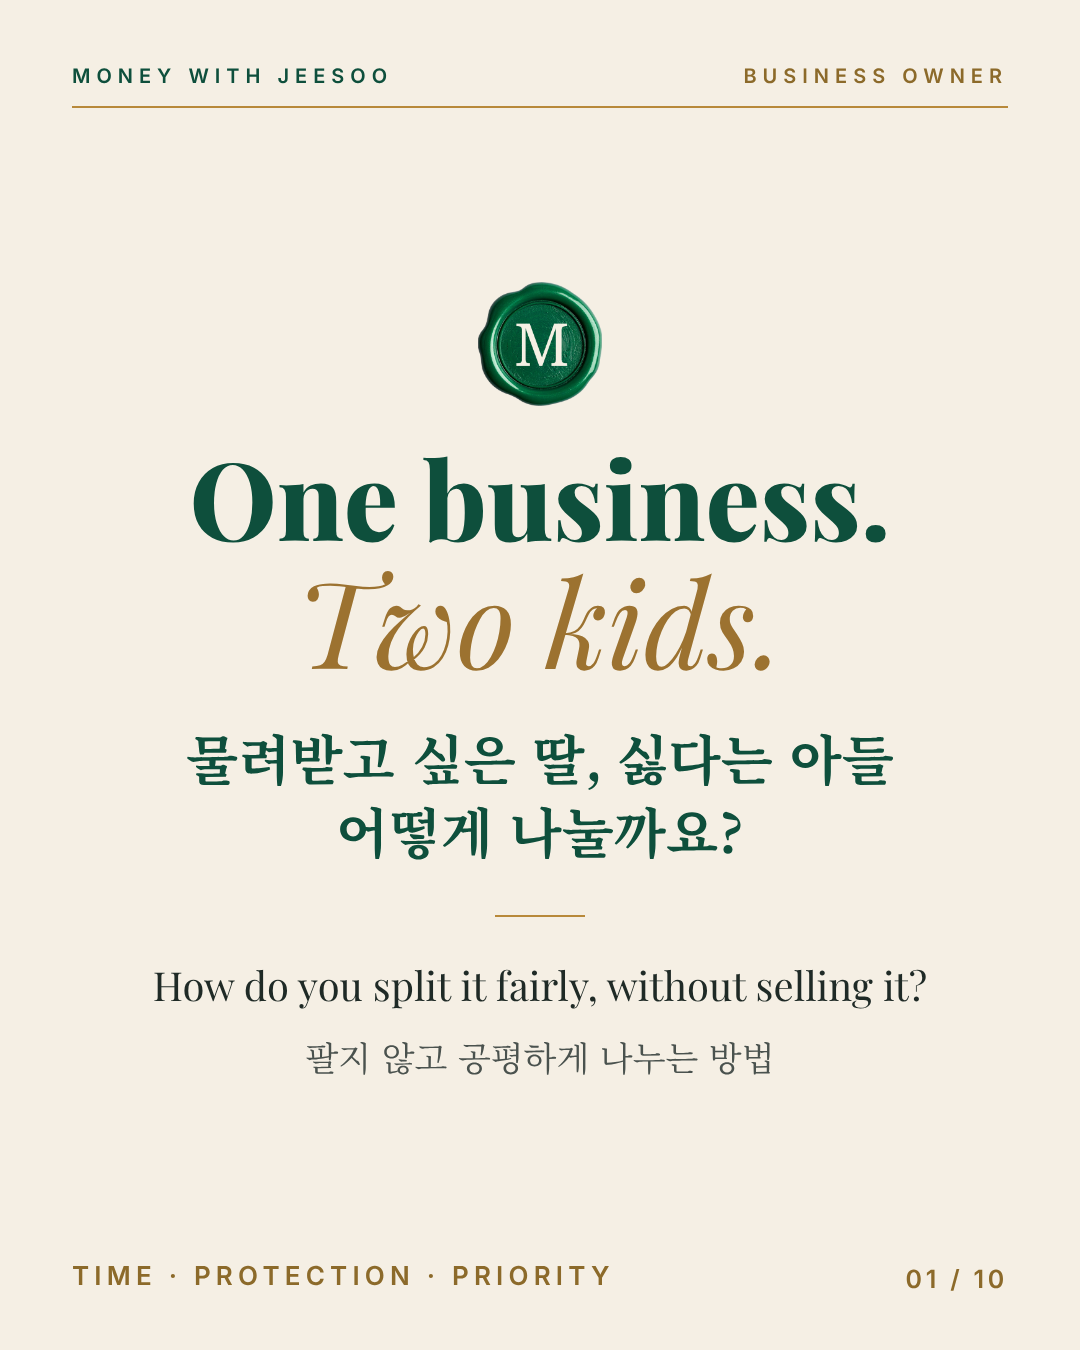 MONEY WITH JEESOO
BUSINESS OWNER
M
One business.
Two kids.
물려받고 싶은 딸, 싫다는 아들
어떻게 나눌까요?
How do you split it fairly, without selling it?
팔지 않고 공평하게 나누는 방법
TIME · PROTECTION · PRIORITY
01 / 10